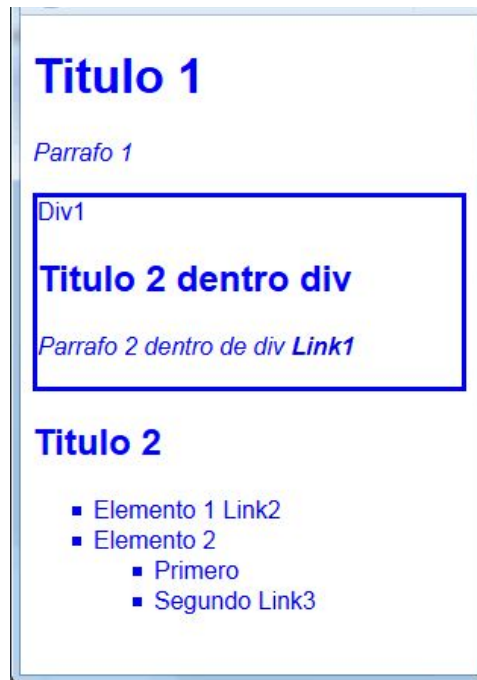 Titulo 1
Parrafo 1
Div1
Titulo 2 dentro div
Parrafo 2 dentro de div Link1
Titulo 2
Elemento 1 Link2
Elemento 2
Primero
Segundo Link3